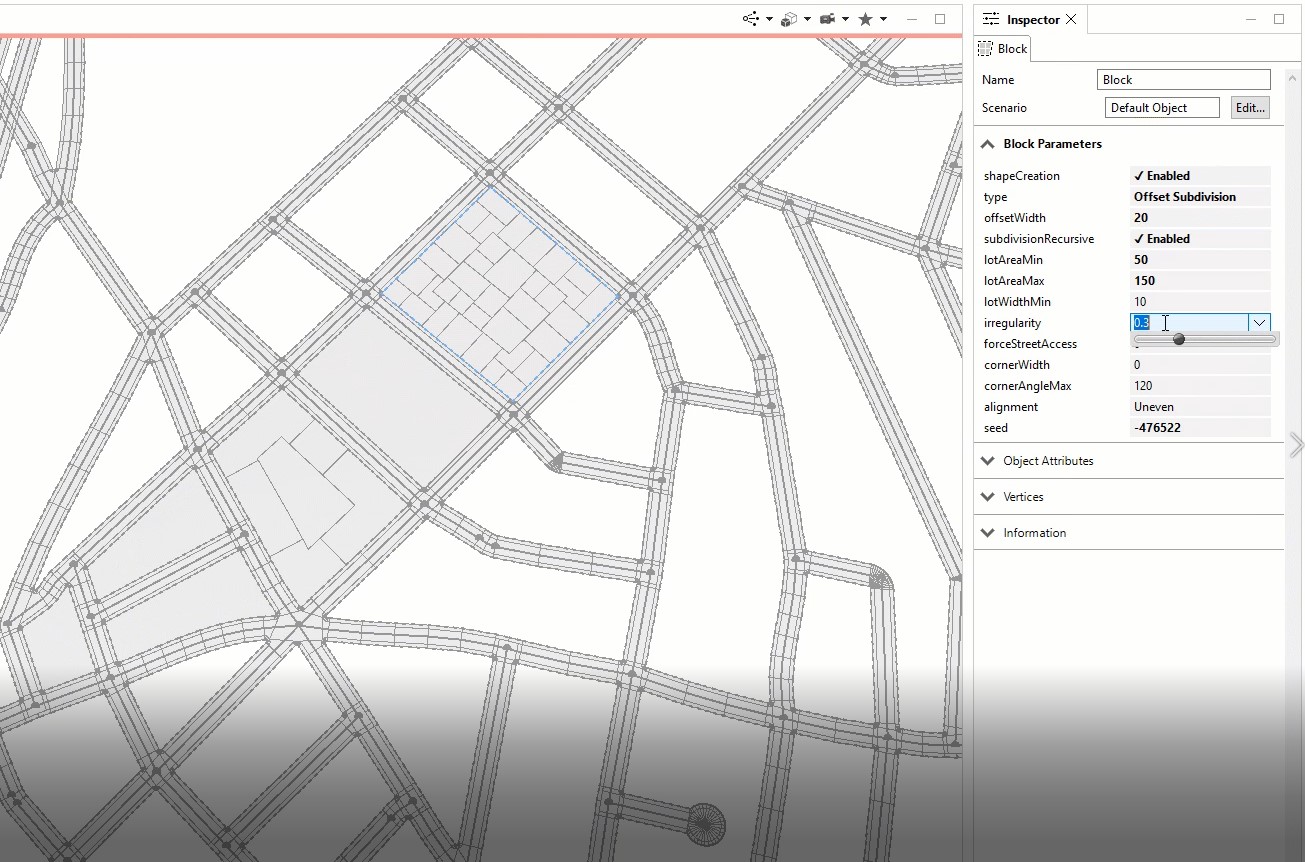 Inspector
Block
Name Block
Scenario Default Object Edit...
Block Parameters
shapeCreation ✓ Enabled
type Offset Subdivision
offsetWidth 20
subdivisionRecursive ✓ Enabled
lotAreaMin 50
lotAreaMax 150
lotWidthMin 10
irregularity 0.3
forceStreetAccess
cornerWidth 0
cornerAngleMax 120
alignment Uneven
seed -476522
Object Attributes
Vertices
Information